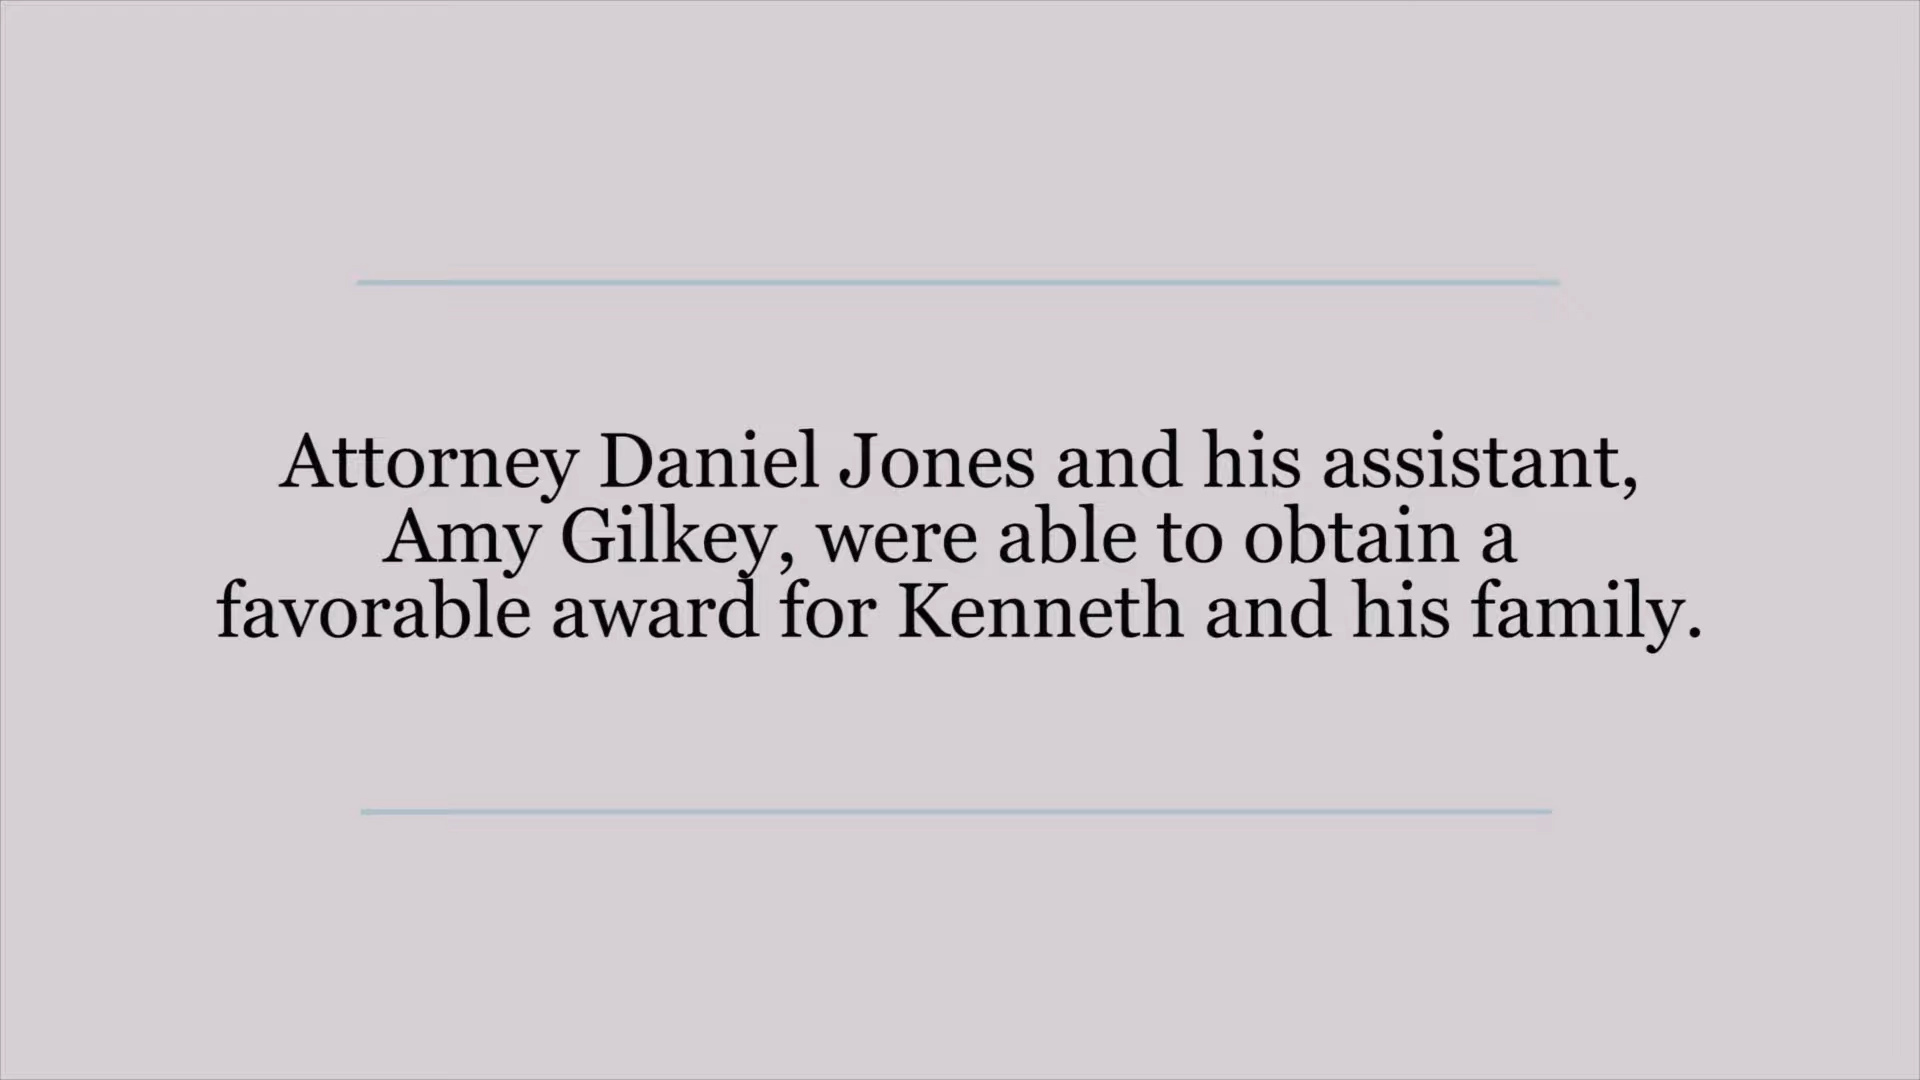 Attorney Daniel Jones and his assistant,
Amy Gilkey, were able to obtain a
favorable award for Kenneth and his family.